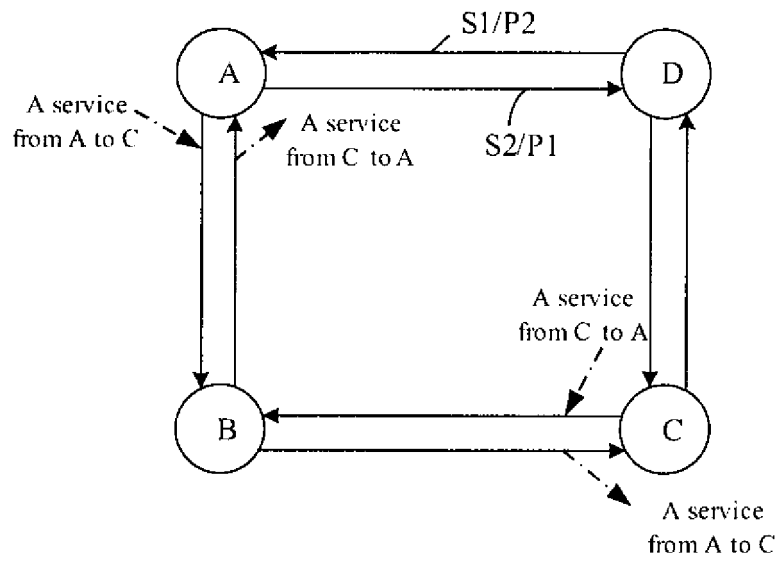 S1/P2
A
D
A service
from A to C
A service
from C to A
S2/P1
A service
from C to A
B
C
A service
from A to C